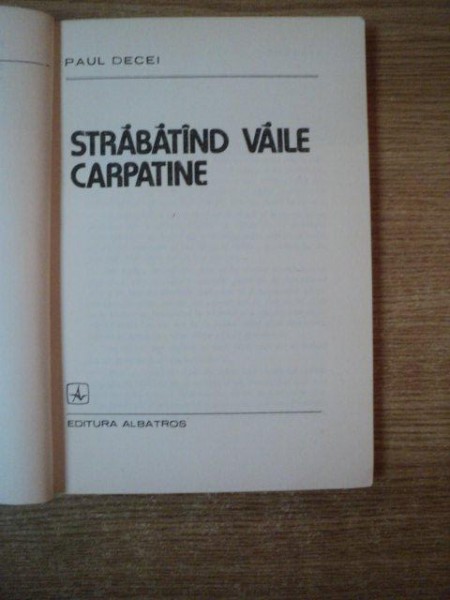 PAUL DECEI
STRĂBĂTÎND VĂILE
CARPATINE
EDITURA ALBATROS